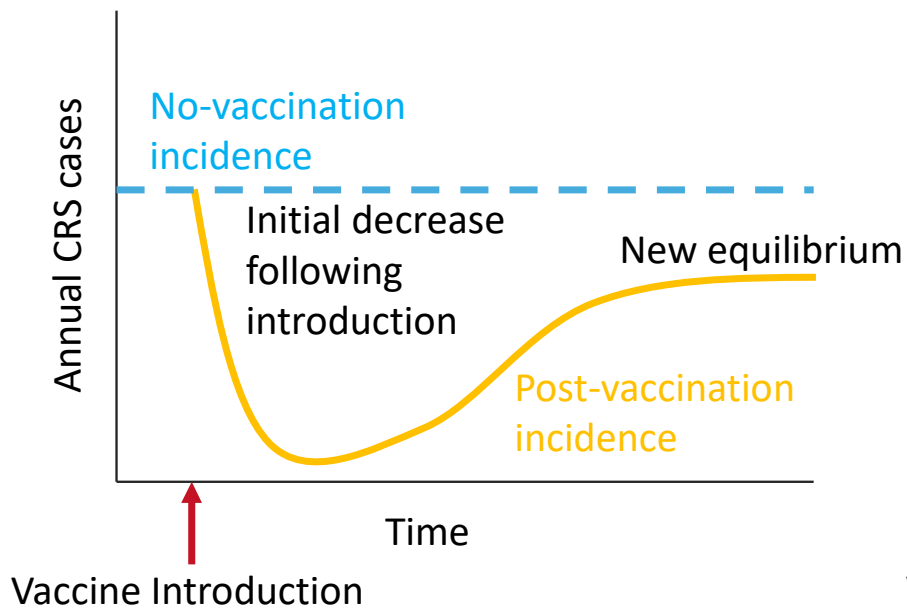 Annual CRS cases
No-vaccination
incidence
Initial decrease
following
introduction
New equilibrium
Post-vaccination
incidence
Time
Vaccine Introduction